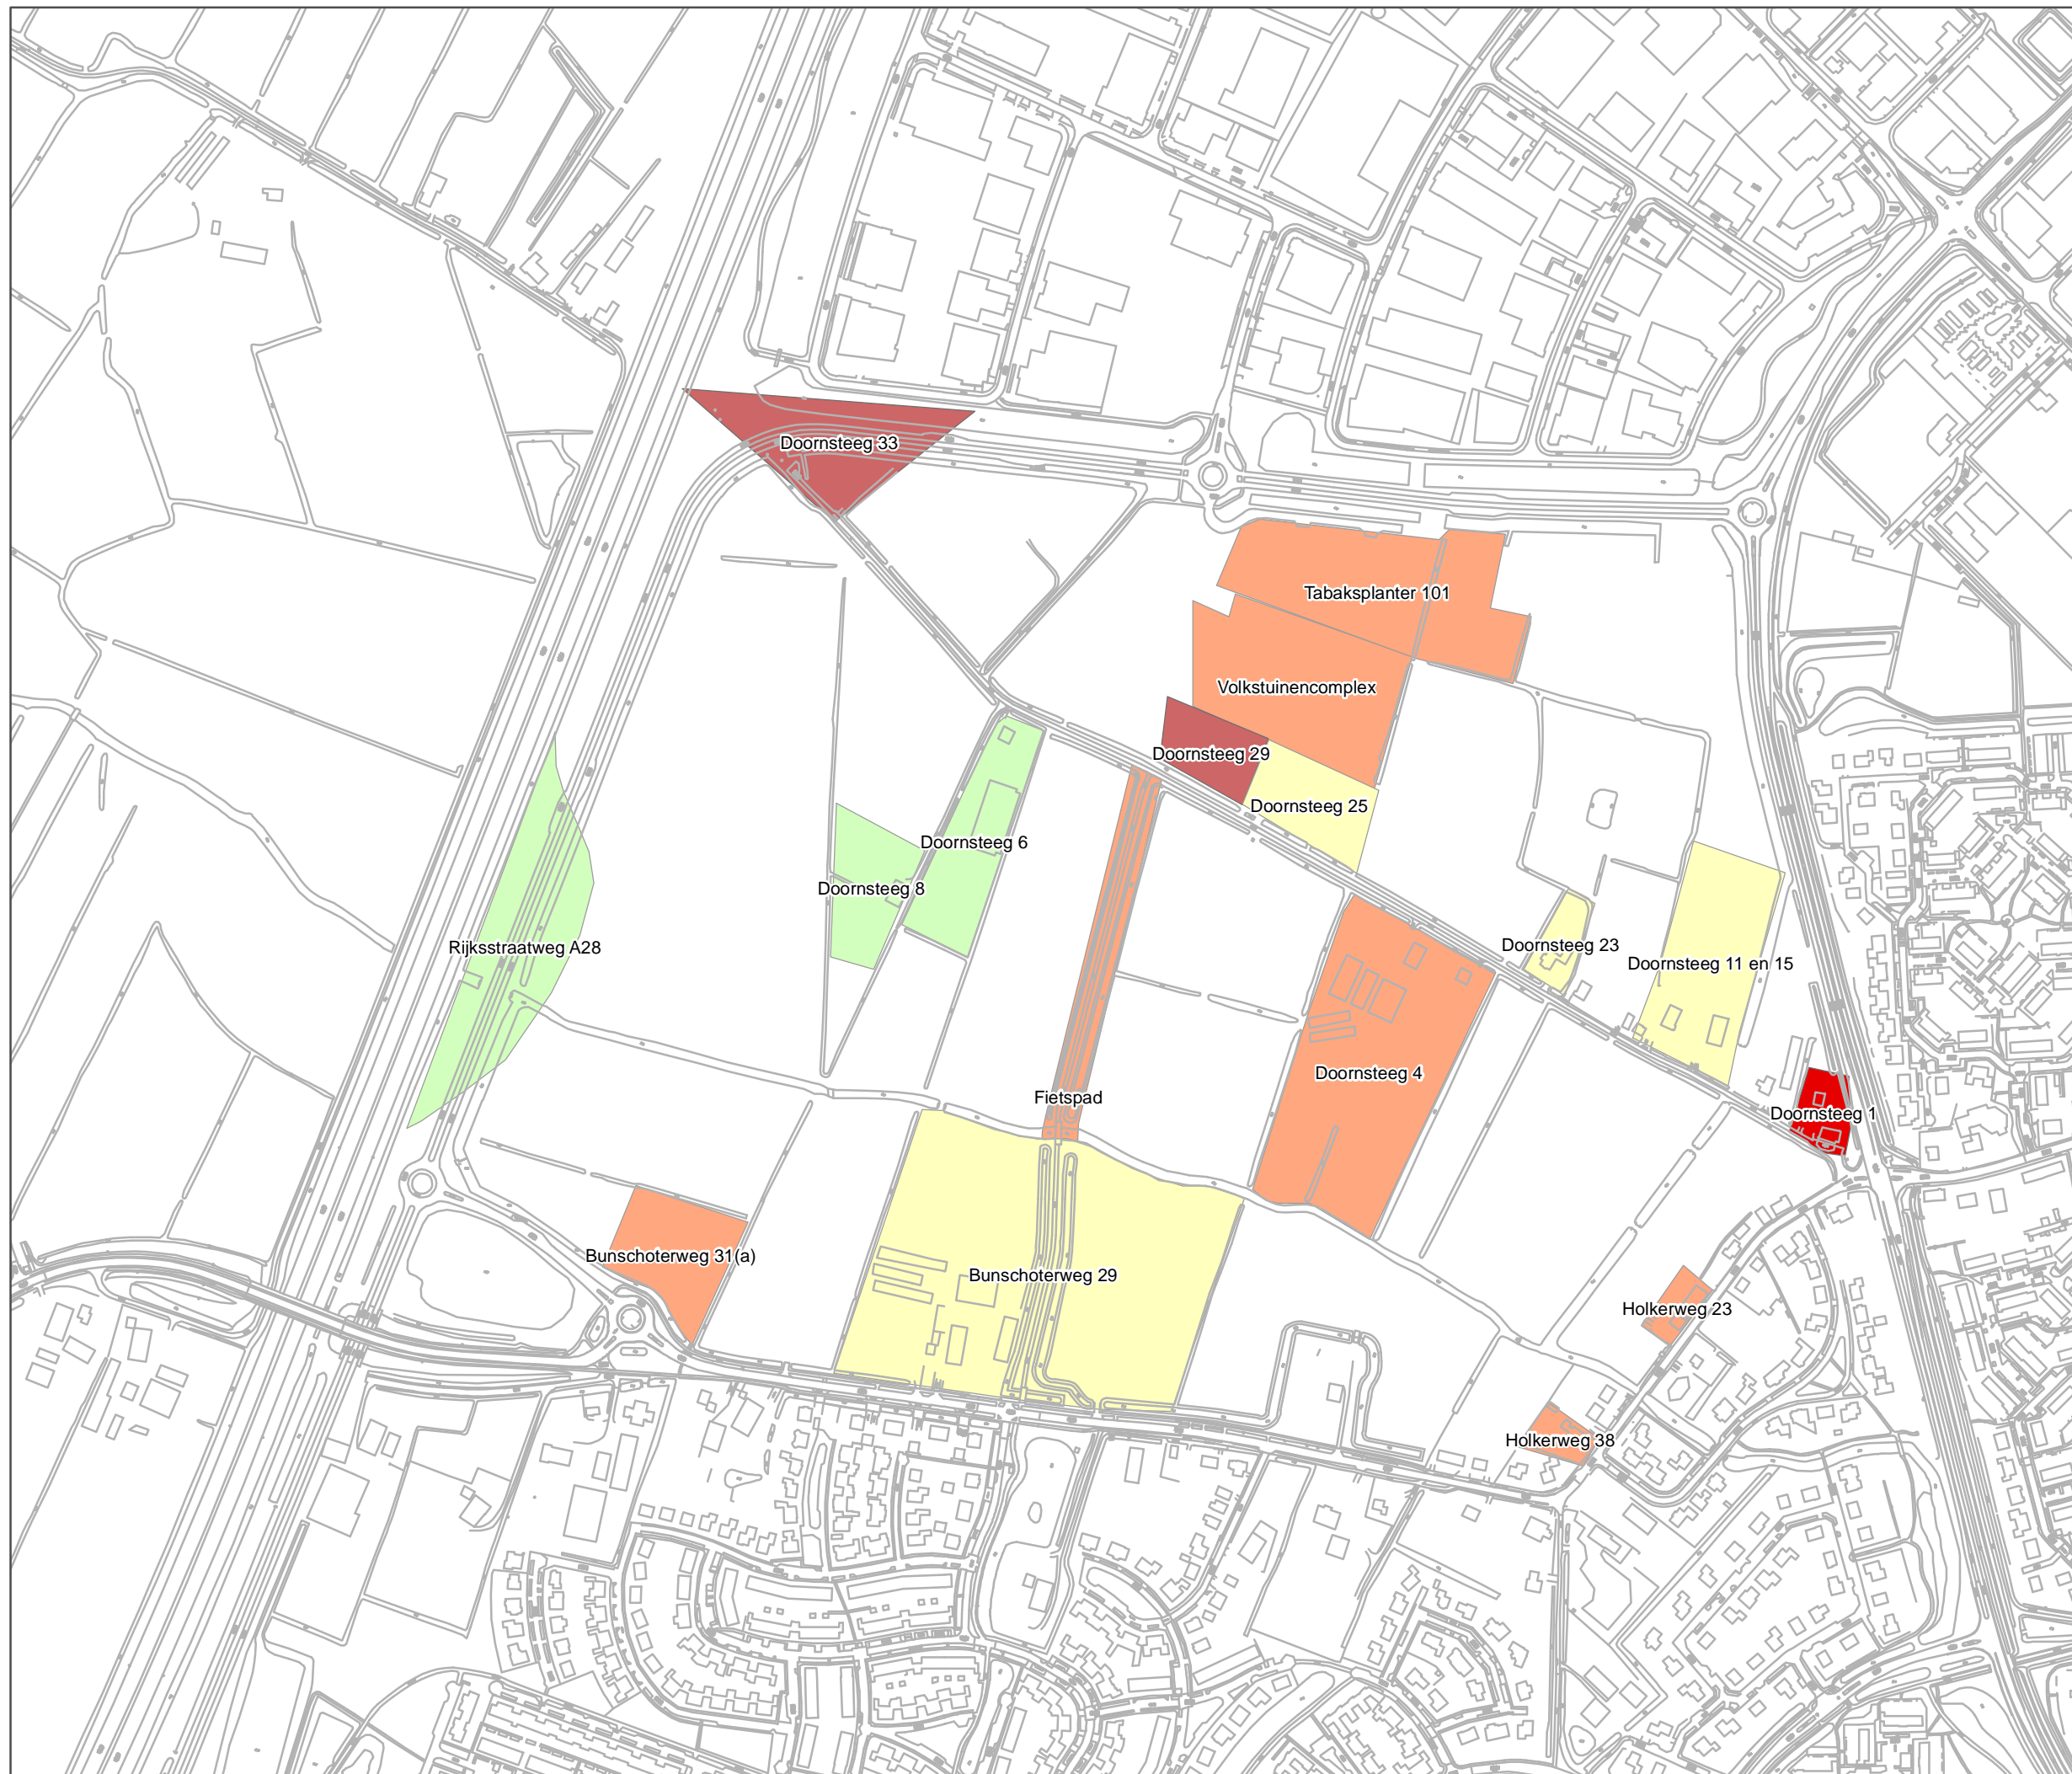 Doornsteeg 33
Tabaksplanter 101
Volkstuinencomplex
Doornsteeg 29
Doornsteeg 25
Doornsteeg 6
Doornsteeg 8
Rijksstraatweg A28
Doornsteeg 23
Doornsteeg 11 en 15
Doornsteeg 4
Fietspad
Doornsteeg 1
Bunschoterweg 31(a)
Bunschoterweg 29
Holkerweg 23
Holkerweg 38